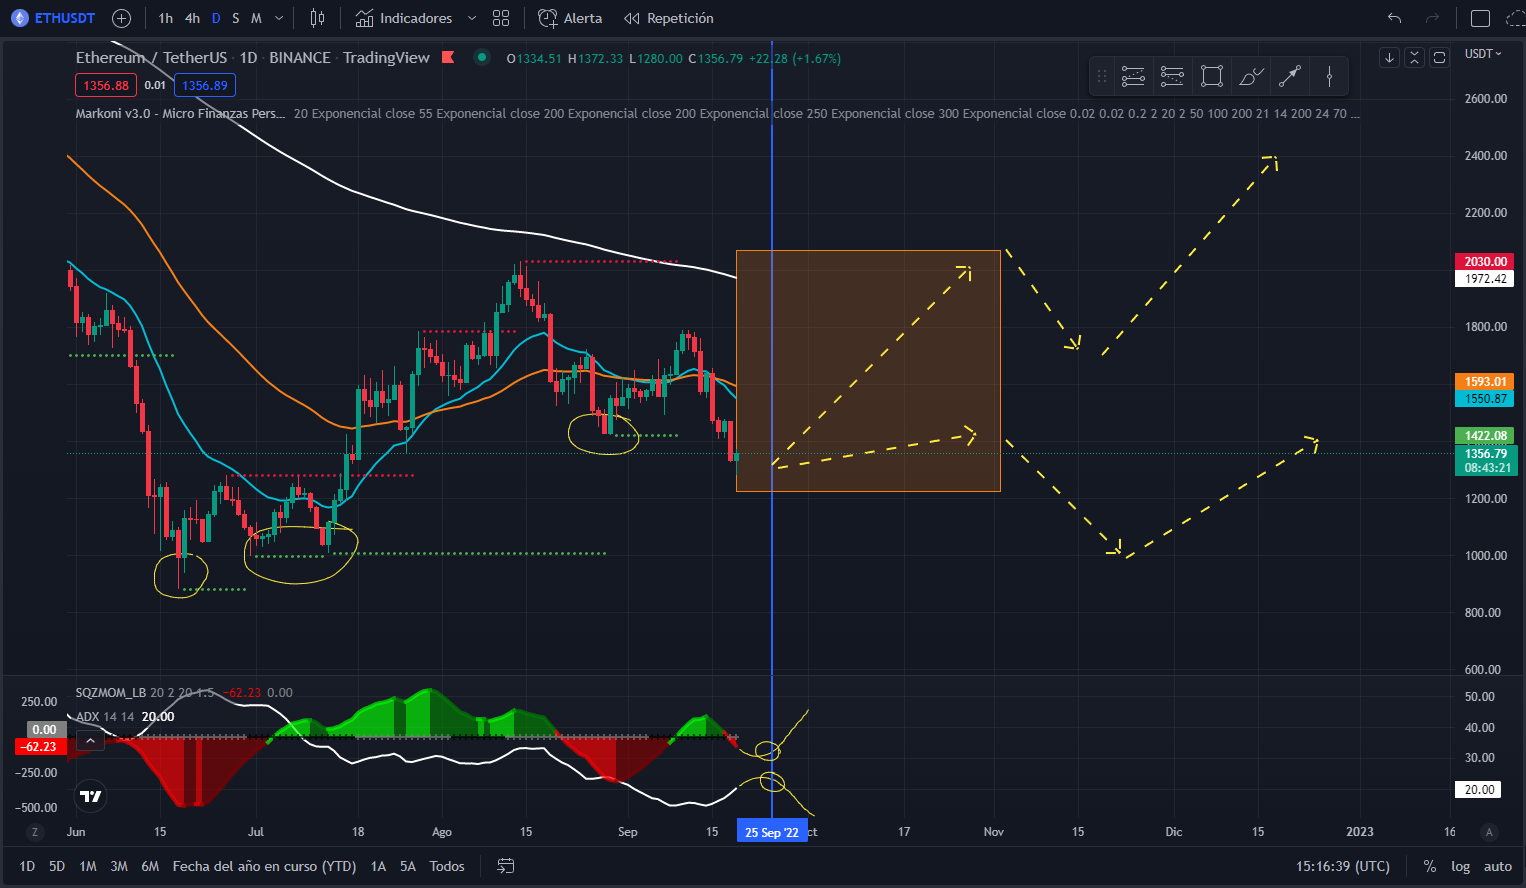 ETHUSDT 1h 4h D S M Indicadores Alerta Repetición
Ethereum / TetherUS · 1D · BINANCE · TradingView O1334.51 H1372.33 L1280.00 C1356.79 +22.28 (+1.67%)
USDT
1356.88 0.01 1356.89
Markoni v3.0 - Micro Finanzas Pers... 20 Exponencial close 55 Exponencial close 200 Exponencial close 200 Exponencial close 250 Exponencial close 300 Exponencial close 0.02 0.02 0.2 2 20 2 50 100 200 21 14 200 24 70 ...
2600.00
2400.00
2200.00
2030.00
1972.42
1800.00
1593.01
1550.87
1422.08
1356.79
08:43:21
1200.00
1000.00
800.00
600.00
SQZMOM_LB 20 2 20 1.5 −62.23 0.00
ADX 14 14 20.00
250.00
0.00
−62.23
−250.00
−500.00
50.00
40.00
30.00
20.00
Z Jun 15 Jul 18 Ago 15 Sep 15 25 Sep '22 ct 17 Nov 15 Dic 15 2023 16 A
1D 5D 1M 3M 6M Fecha del año en curso (YTD) 1A 5A Todos 15:16:39 (UTC) % log auto